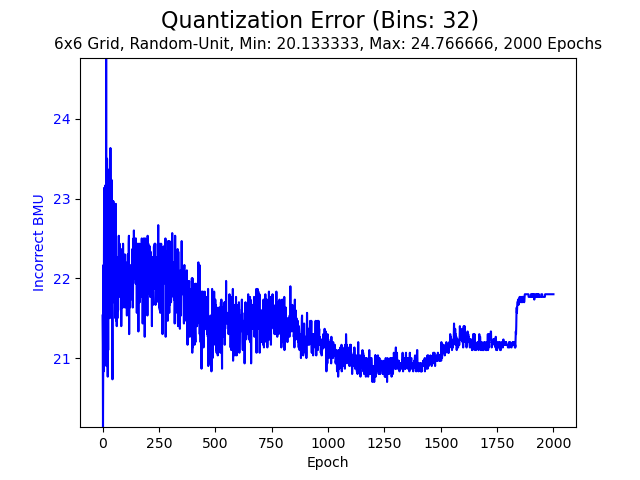 Quantization Error (Bins: 32)
6x6 Grid, Random-Unit, Min: 20.133333, Max: 24.766666, 2000 Epochs
24
23
22
21
Incorrect BMU
0 250 500 750 1000 1250 1500 1750 2000
Epoch